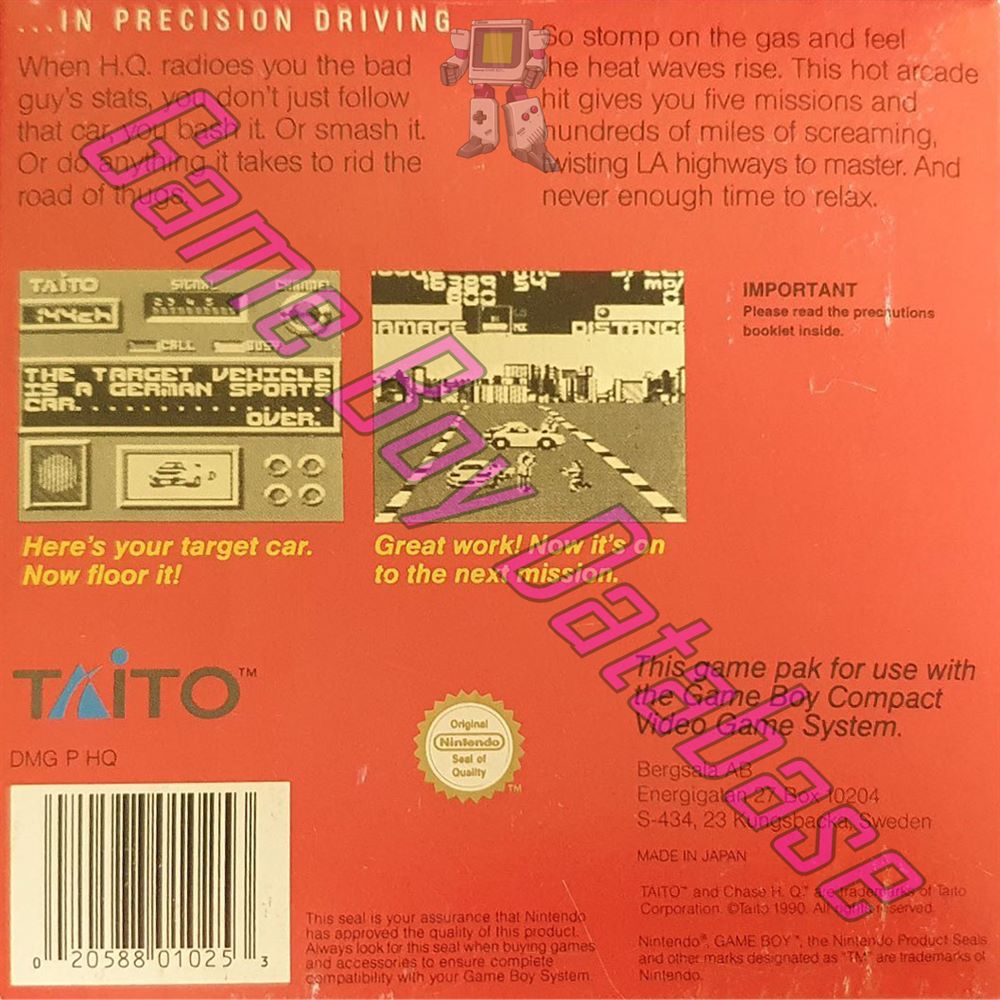 ...IN PRECISION DRIVING
When H.Q. radioes you the bad
guy's stats, you don't just follow
that car, you bash it. Or smash it.
Or do anything it takes to rid the
road of thugs.
So stomp on the gas and feel
the heat waves rise. This hot arcade
hit gives you five missions and
hundreds of miles of screaming,
twisting LA highways to master. And
never enough time to relax.
TAITO SIGNAL CHANNEL
CALL BUSY
THE TARGET VEHICLE
IS A GERMAN SPORTS
CAR..............
OVER.
46389 54
600
DAMAGE DISTANCE
IMPORTANT
Please read the precautions
booklet inside.
Here's your target car.
Now floor it!
Great work! Now it's on
to the next mission.
TAITO™
DMG P HQ
0 20588 01025 3
Original
Nintendo
Seal of
Quality
TM
This seal is your assurance that Nintendo
has approved the quality of this product.
Always look for this seal when buying games
and accessories to ensure complete
compatibility with your Game Boy System.
This game pak for use with
the Game Boy Compact
Video Game System.
Bergsala AB
Energigatan 27 Box 10204
S-434, 23 Kungsbacka, Sweden
MADE IN JAPAN
TAITO™ and Chase H. Q.™ are trademarks of Taito
Corporation. ©Taito 1990. All rights reserved.
Nintendo®, GAME BOY™, the Nintendo Product Seals
and other marks designated as "TM" are trademarks of
Nintendo.
Game Boy Database